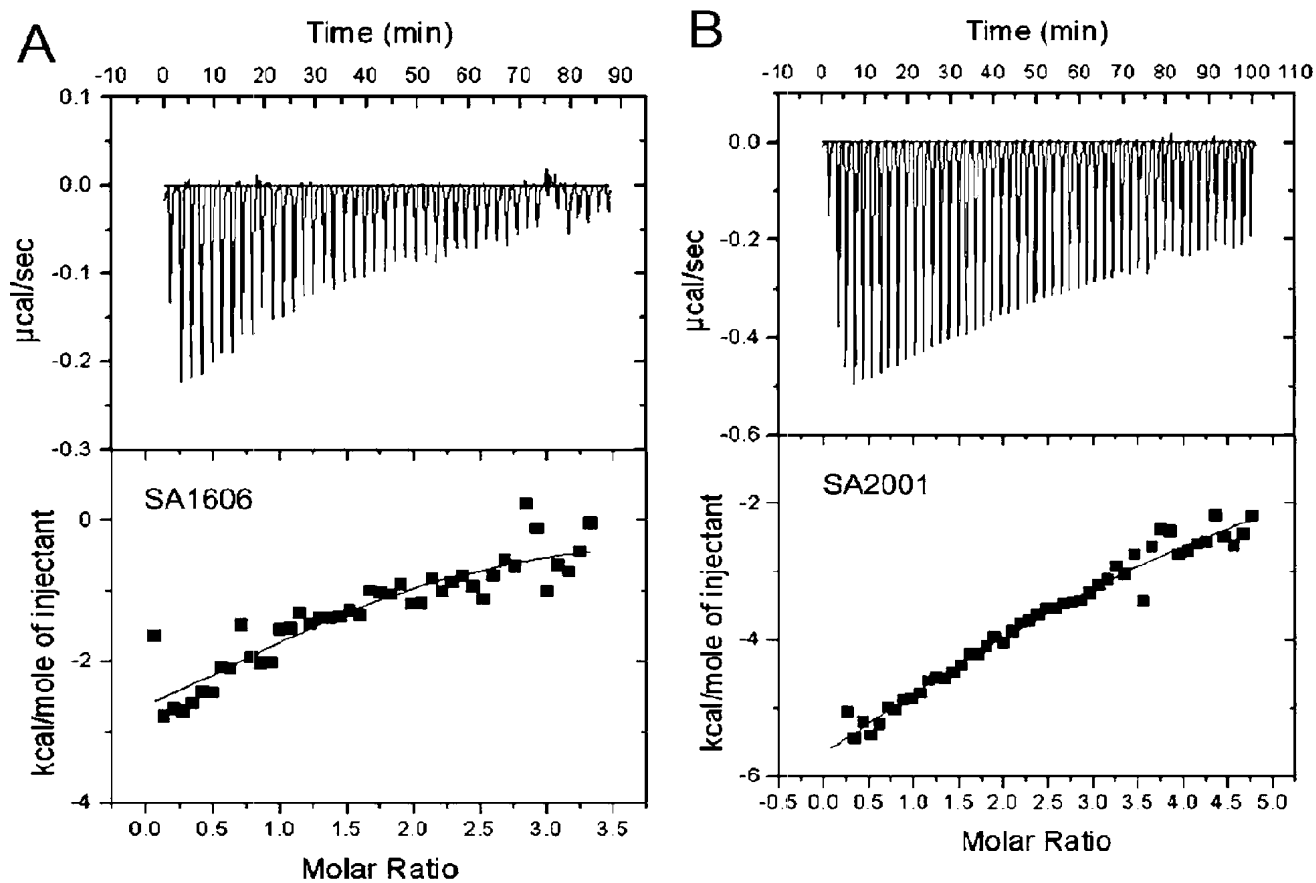 A
Time (min)
-10 0 10 20 30 40 50 60 70 80 90
0.1
0.0
-0.1
-0.2
-0.3
µcal/sec
SA1606
0
-2
-4
kcal/mole of injectant
0.0 0.5 1.0 1.5 2.0 2.5 3.0 3.5
Molar Ratio
B
Time (min)
-10 0 10 20 30 40 50 60 70 80 90 100 110
0.0
-0.2
-0.4
-0.6
µcal/sec
SA2001
-2
-4
-6
kcal/mole of injectant
-0.5 0.0 0.5 1.0 1.5 2.0 2.5 3.0 3.5 4.0 4.5 5.0
Molar Ratio